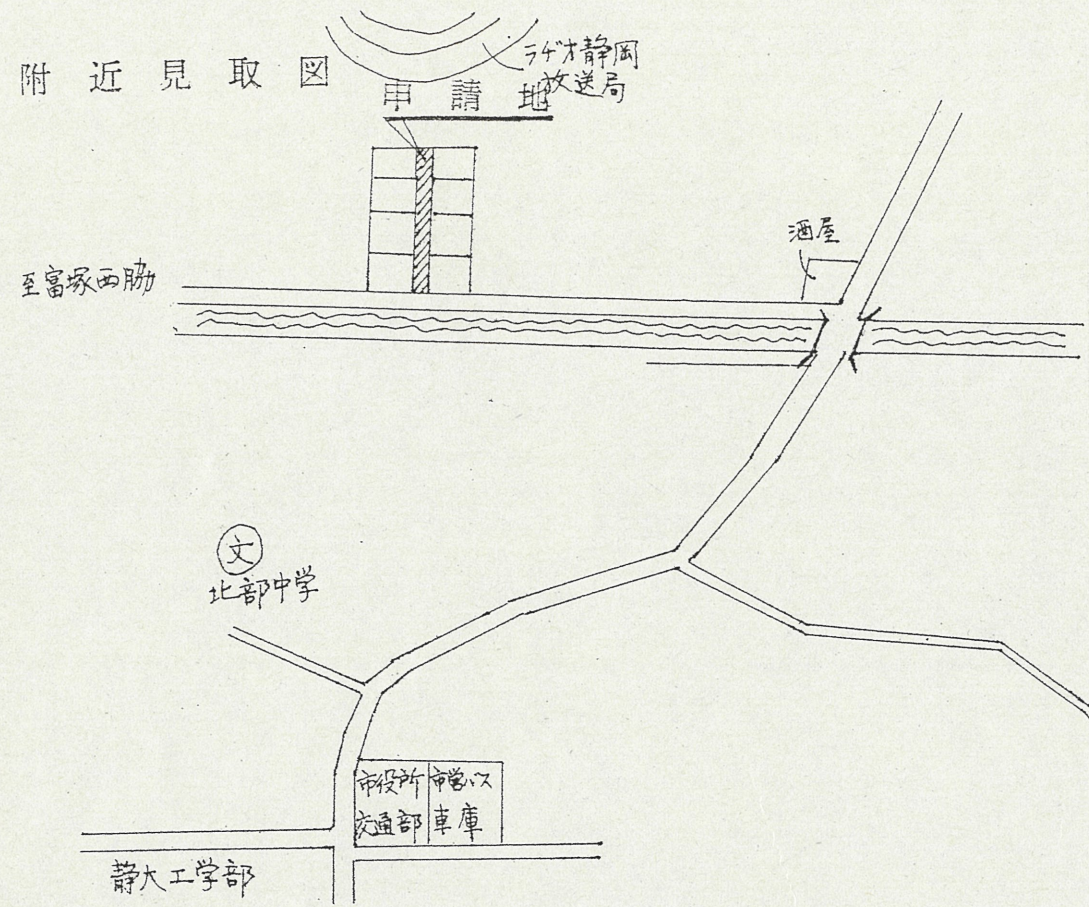 附近見取図
ラヂオ静岡
放送局
申請地
酒屋
至富塚西脇
文
北部中学
市役所
交通部
市営バス
車庫
静大工学部